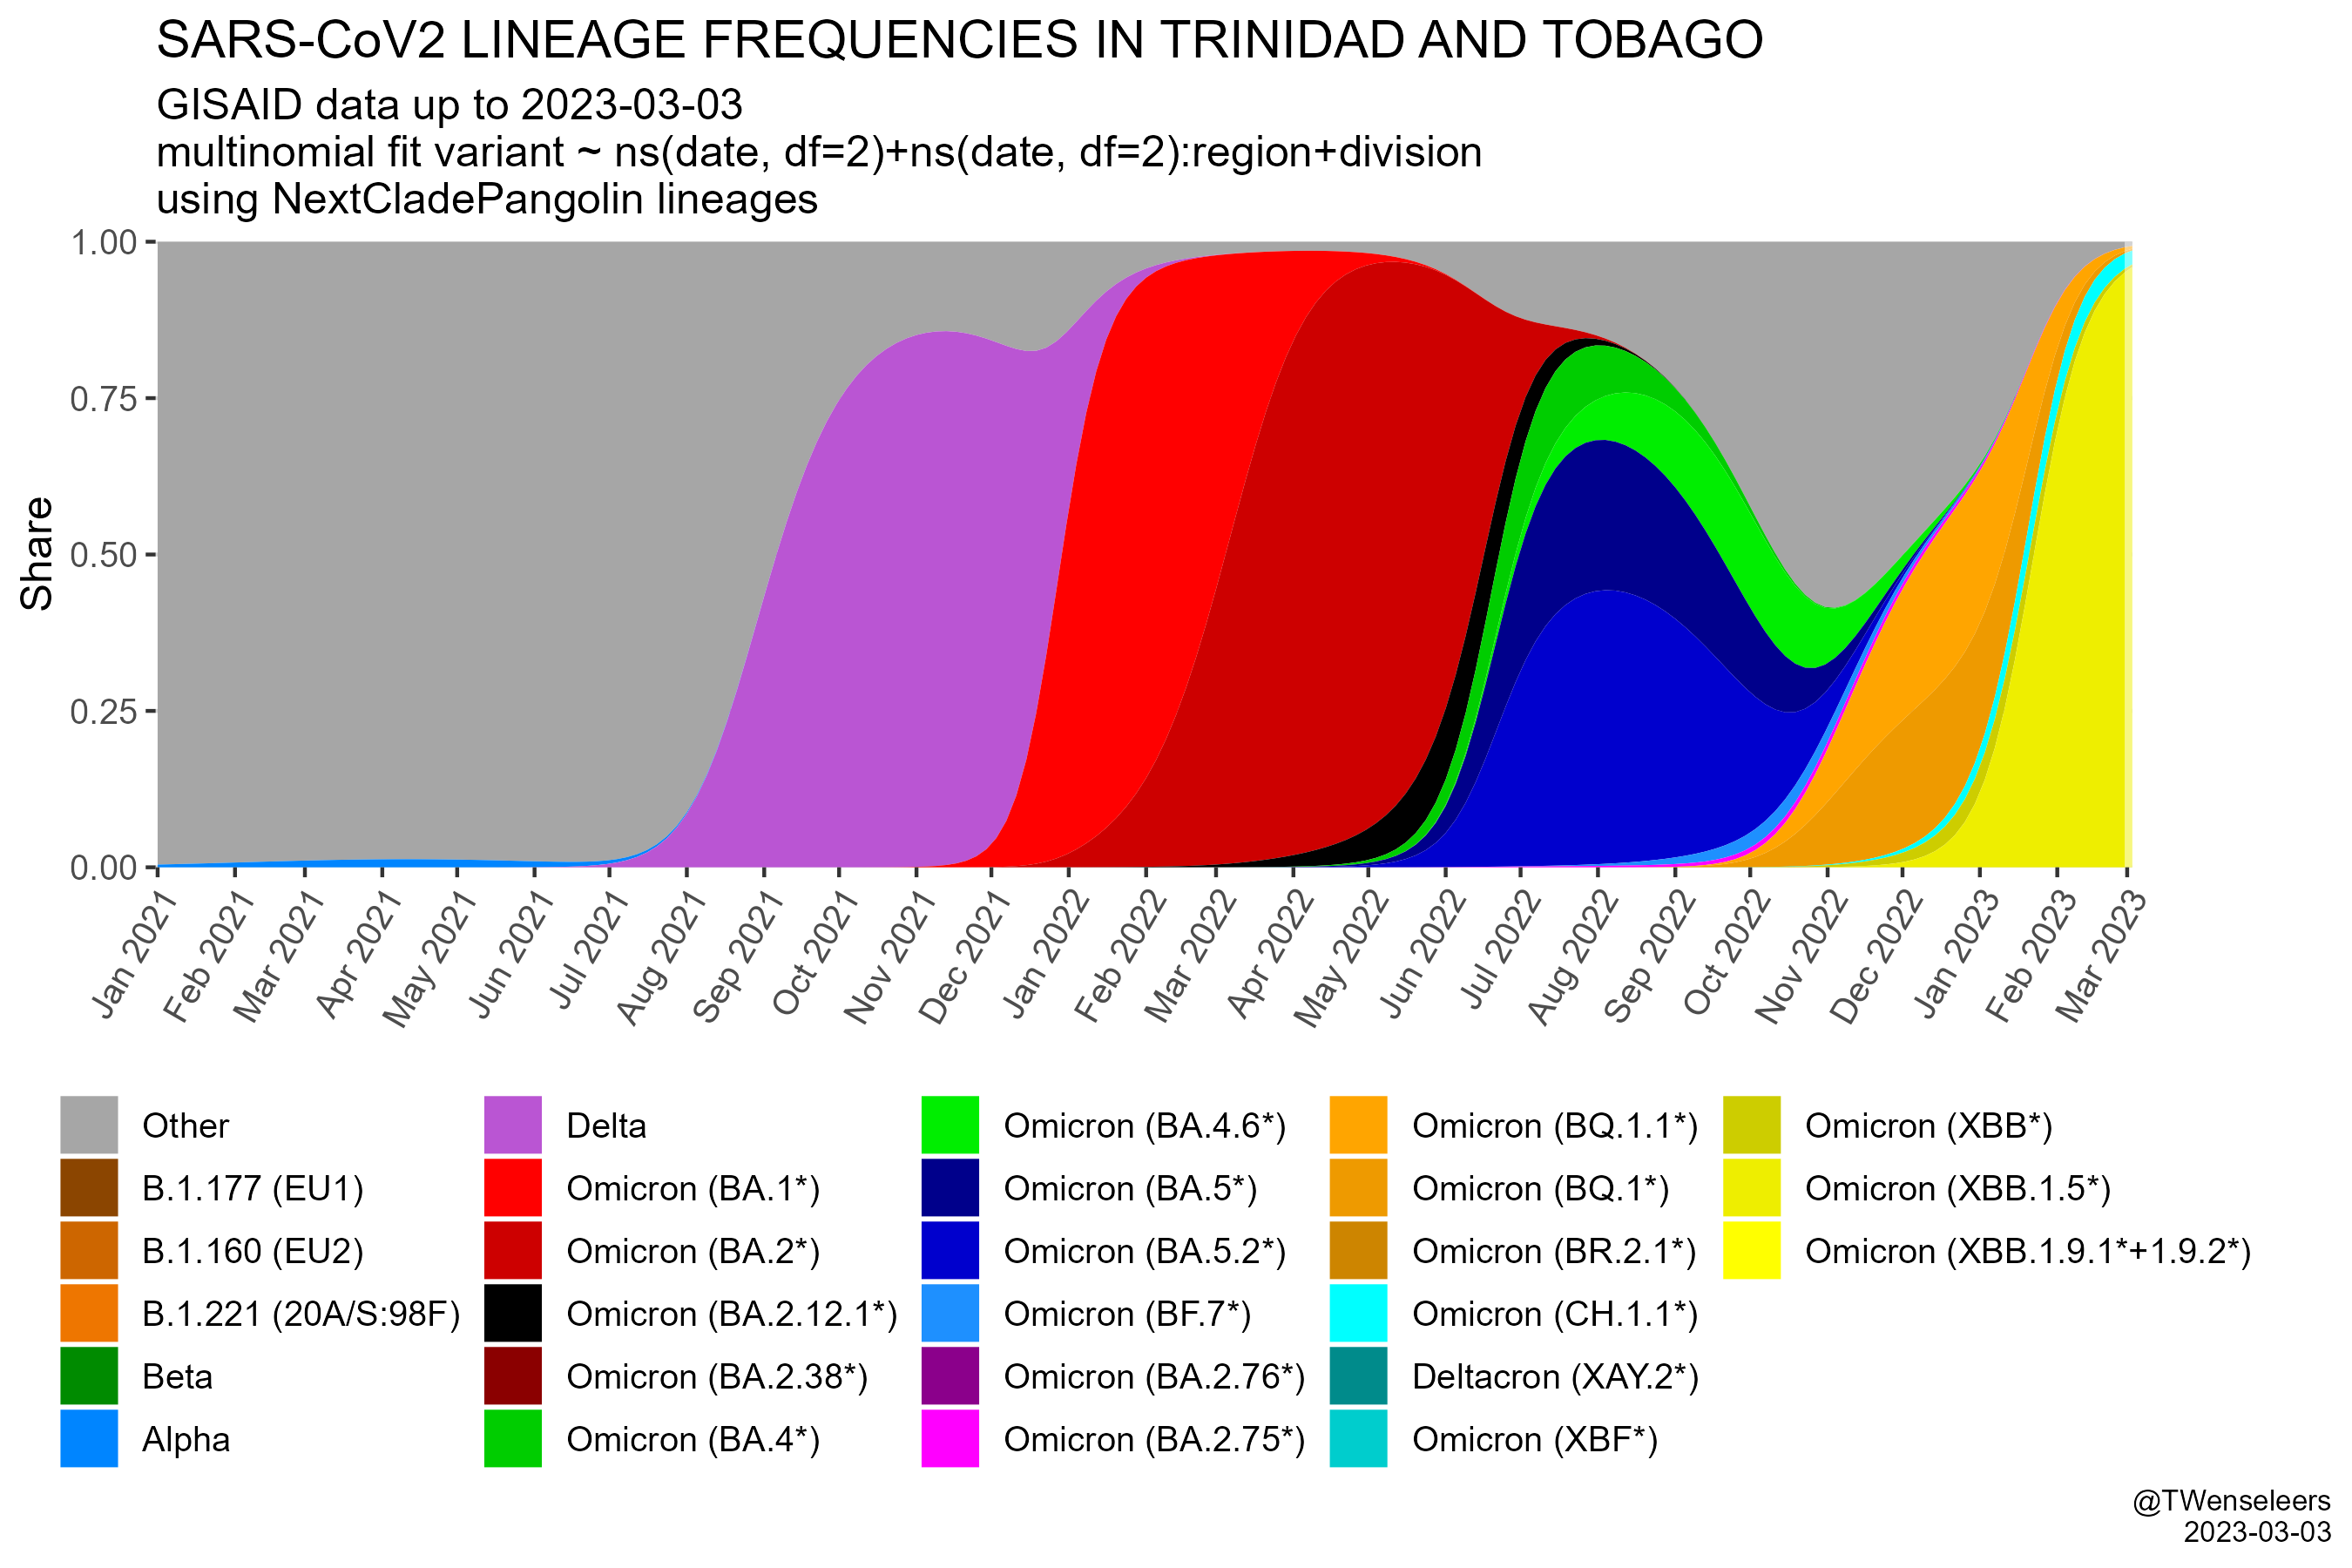 SARS-CoV2 LINEAGE FREQUENCIES IN TRINIDAD AND TOBAGO
GISAID data up to 2023-03-03
multinomial fit variant ~ ns(date, df=2)+ns(date, df=2):region+division
using NextCladePangolin lineages
1.00
0.75
0.50
0.25
0.00
Share
Jan 2021
Feb 2021
Mar 2021
Apr 2021
May 2021
Jun 2021
Jul 2021
Aug 2021
Sep 2021
Oct 2021
Nov 2021
Dec 2021
Jan 2022
Feb 2022
Mar 2022
Apr 2022
May 2022
Jun 2022
Jul 2022
Aug 2022
Sep 2022
Oct 2022
Nov 2022
Dec 2022
Jan 2023
Feb 2023
Mar 2023
Other
B.1.177 (EU1)
B.1.160 (EU2)
B.1.221 (20A/S:98F)
Beta
Alpha
Delta
Omicron (BA.1*)
Omicron (BA.2*)
Omicron (BA.2.12.1*)
Omicron (BA.2.38*)
Omicron (BA.4*)
Omicron (BA.4.6*)
Omicron (BA.5*)
Omicron (BA.5.2*)
Omicron (BF.7*)
Omicron (BA.2.76*)
Omicron (BA.2.75*)
Omicron (BQ.1.1*)
Omicron (BQ.1*)
Omicron (BR.2.1*)
Omicron (CH.1.1*)
Deltacron (XAY.2*)
Omicron (XBF*)
Omicron (XBB*)
Omicron (XBB.1.5*)
Omicron (XBB.1.9.1*+1.9.2*)
@TWenseleers
2023-03-03